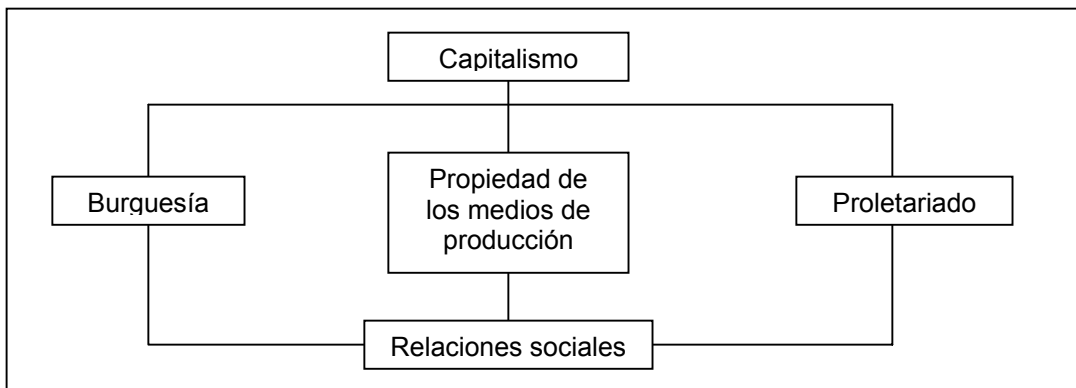 Capitalismo
Burguesía
Propiedad de
los medios de
producción
Proletariado
Relaciones sociales